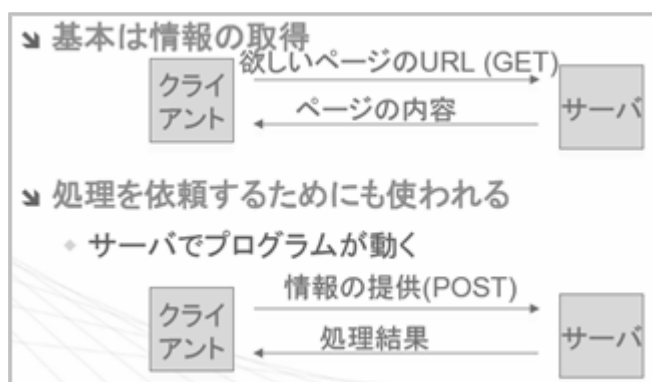 基本は情報の取得
欲しいページのURL (GET)
クライ
アント
サーバ
ページの内容
処理を依頼するためにも使われる
サーバでプログラムが動く
情報の提供(POST)
クライ
アント
サーバ
処理結果